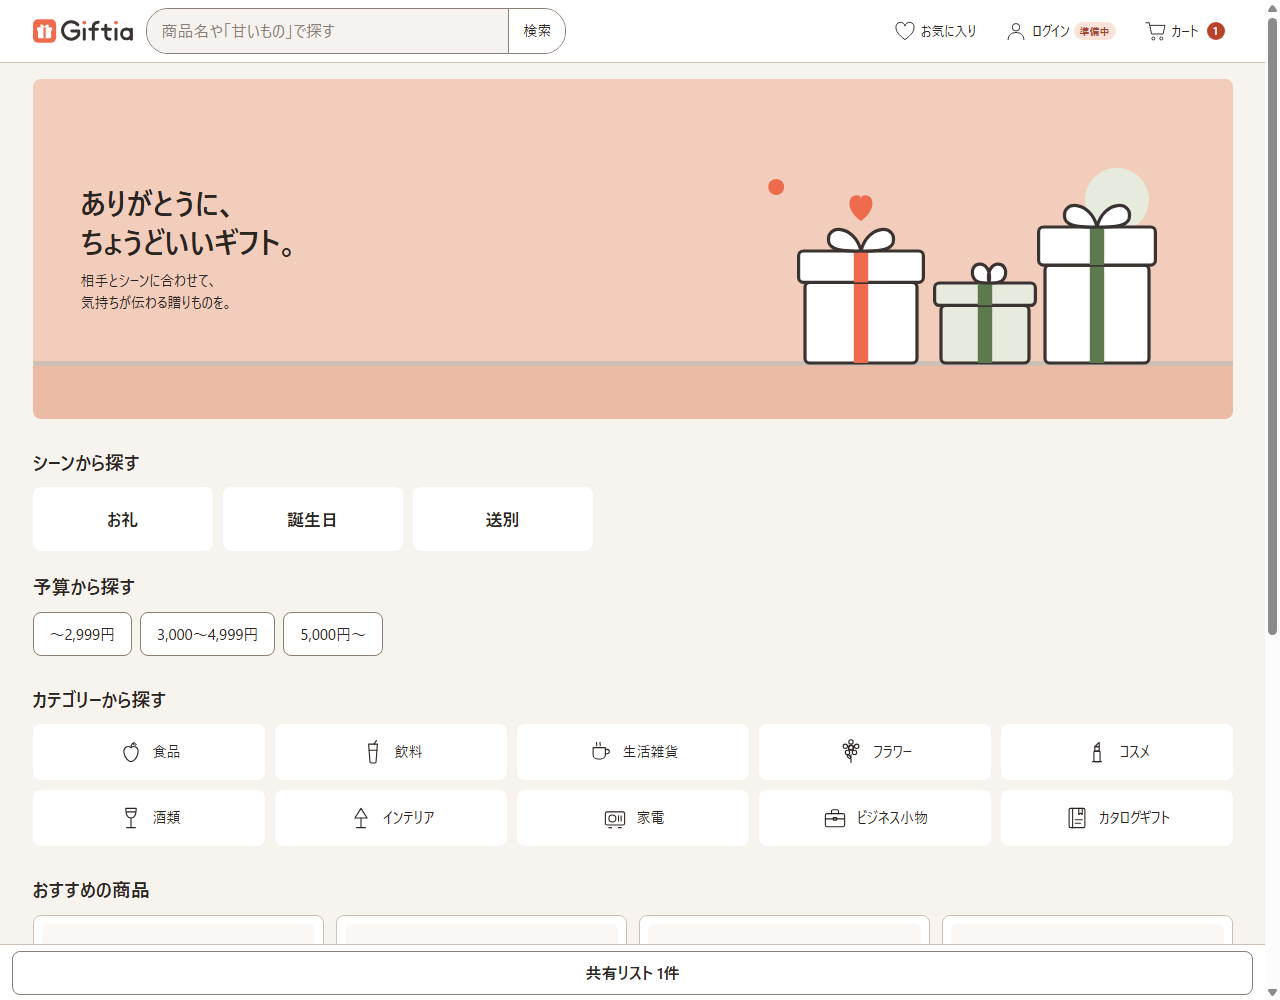 Giftia
商品名や「甘いもの」で探す
検索
お気に入り
ログイン 準備中
カート 1
ありがとうに、
ちょうどいいギフト。
相手とシーンに合わせて、
気持ちが伝わる贈りものを。
シーンから探す
お礼
誕生日
送別
予算から探す
～2,999円
3,000～4,999円
5,000円～
カテゴリーから探す
食品
飲料
生活雑貨
フラワー
コスメ
酒類
インテリア
家電
ビジネス小物
カタログギフト
おすすめの商品
共有リスト 1件